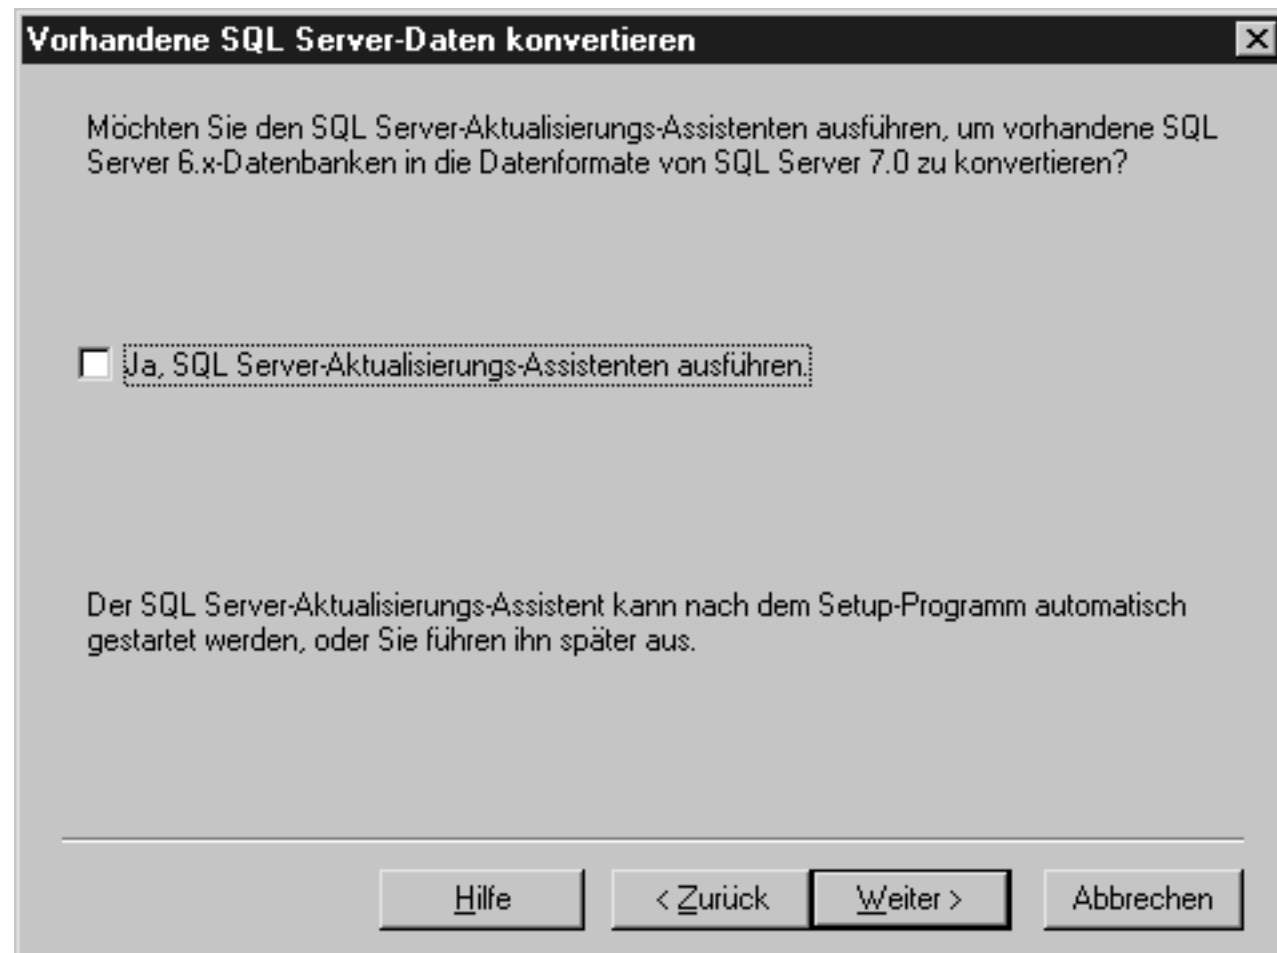 Vorhandene SQL Server-Daten konvertieren
Möchten Sie den SQL Server-Aktualisierungs-Assistenten ausführen, um vorhandene SQL
Server 6.x-Datenbanken in die Datenformate von SQL Server 7.0 zu konvertieren?
Ja, SQL Server-Aktualisierungs-Assistenten ausführen.
Der SQL Server-Aktualisierungs-Assistent kann nach dem Setup-Programm automatisch
gestartet werden, oder Sie führen ihn später aus.
Hilfe < Zurück Weiter > Abbrechen